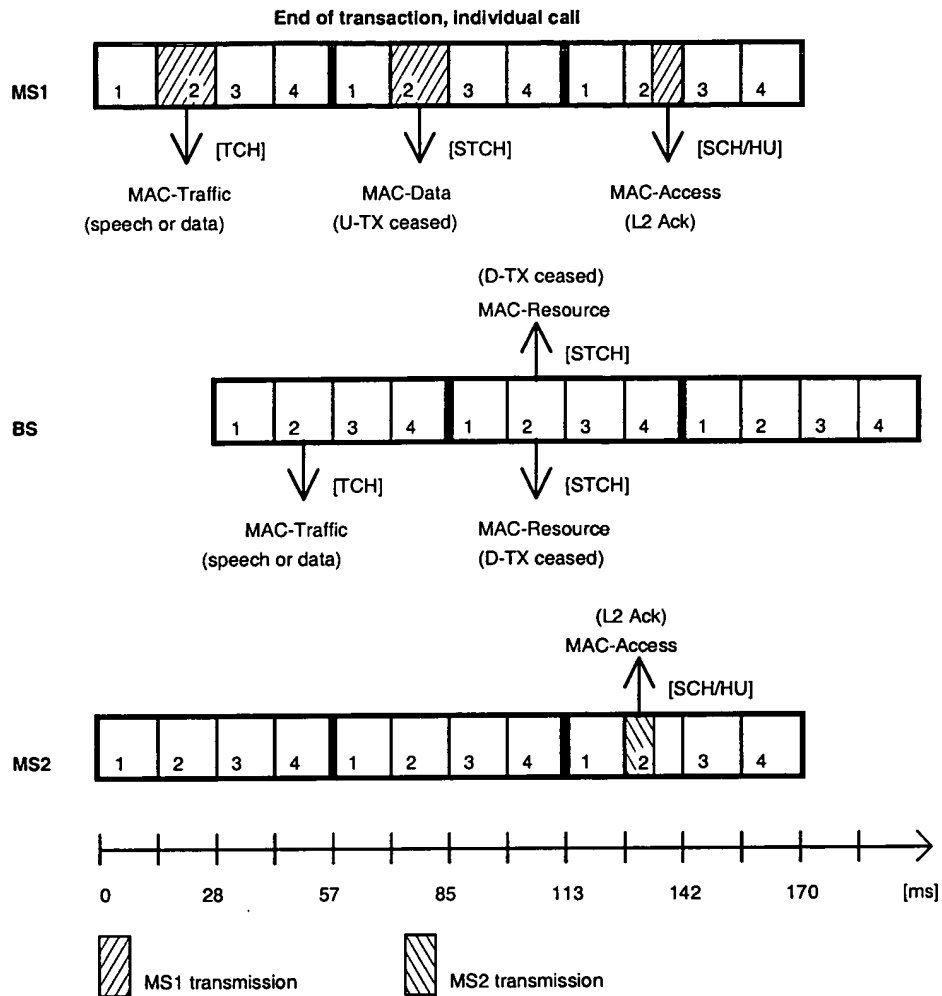 End of transaction, individual call
MS1
1 2 3 4 1 2 3 4 1 2 3 4
[TCH] [STCH] [SCH/HU]
MAC-Traffic MAC-Data MAC-Access
(speech or data) (U-TX ceased) (L2 Ack)
(D-TX ceased)
MAC-Resource
[STCH]
BS
1 2 3 4 1 2 3 4 1 2 3 4
[TCH] [STCH]
MAC-Traffic MAC-Resource
(speech or data) (D-TX ceased)
(L2 Ack)
MAC-Access
[SCH/HU]
MS2
1 2 3 4 1 2 3 4 1 2 3 4
0 28 57 85 113 142 170 [ms]
MS1 transmission MS2 transmission